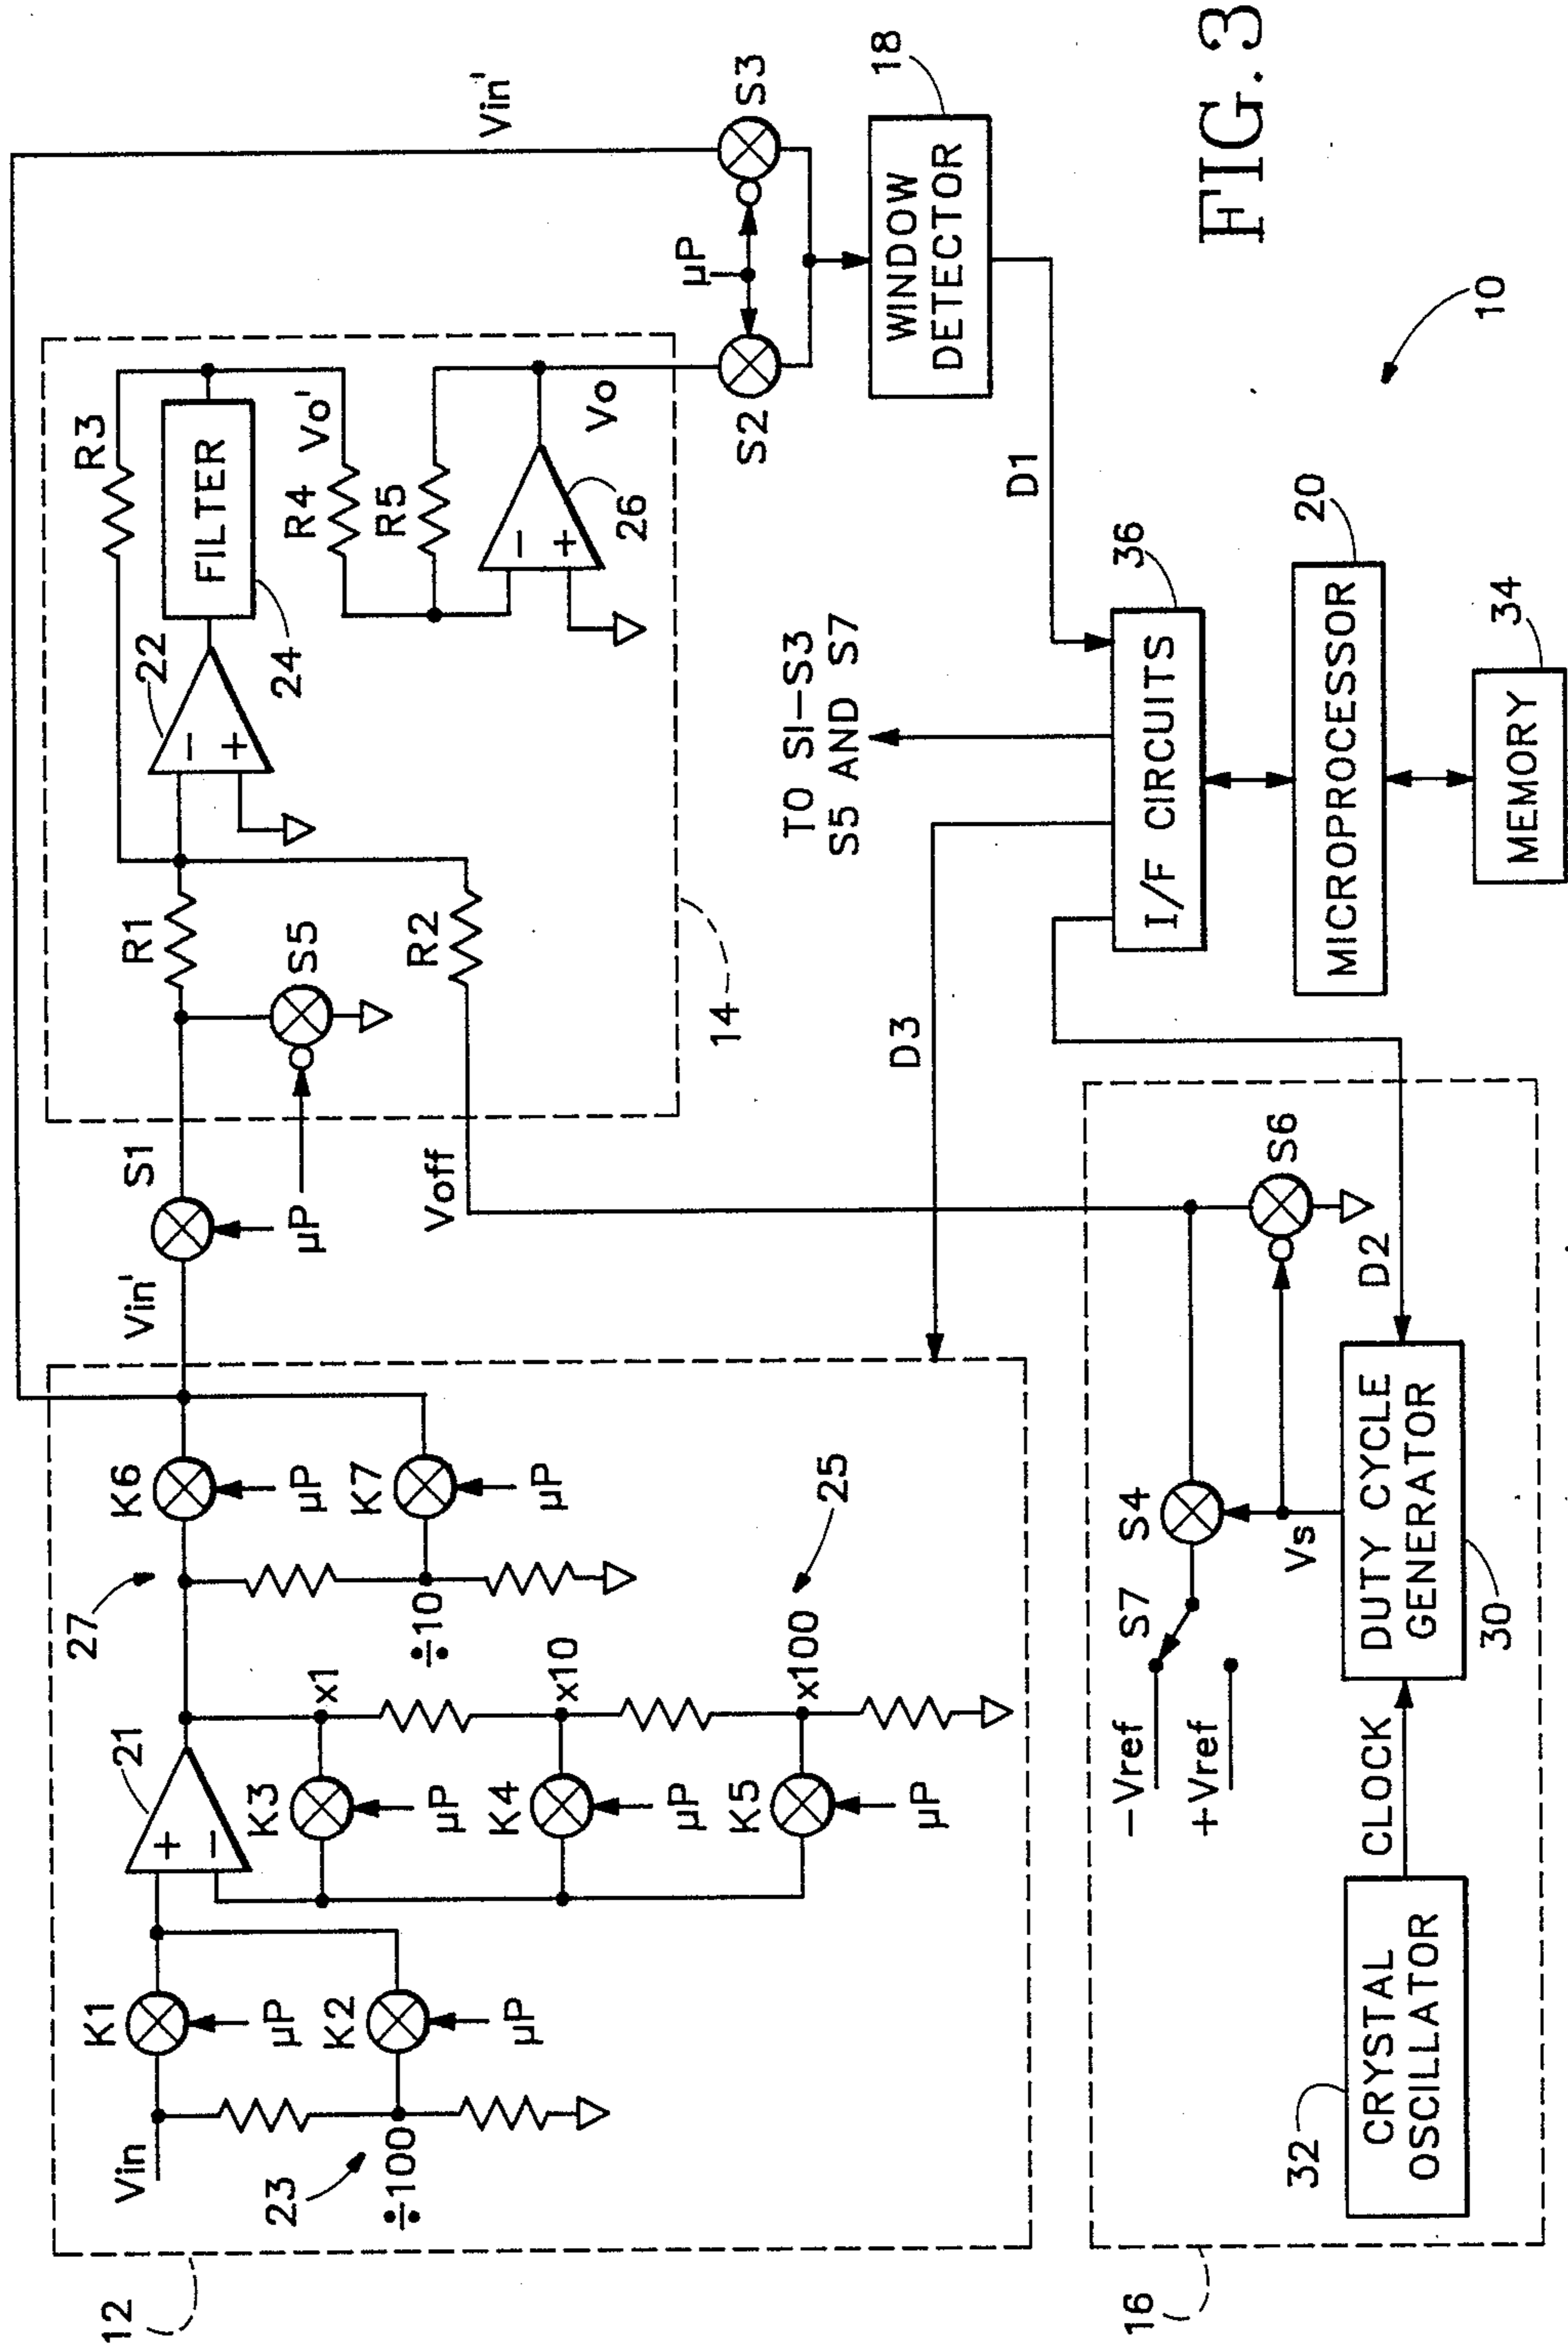 12
Vin
23
÷100
K1
µP
K2
µP
21
+
−
K3
µP
x1
K4
µP
x10
K5
µP
x100
25
27
÷10
K6
µP
K7
µP
Vin'
S1
µP
14
R1
S5
R2
Voff
22
−
+
R3
FILTER
24
Vo'
R4
R5
−
+
26
Vo
Vin'
S2
µP
S3
WINDOW
DETECTOR
18
D1
TO S1–S3
S5 AND S7
D3
I/F CIRCUITS
36
MICROPROCESSOR
20
MEMORY
34
D2
16
−Vref
+Vref
S7
S4
S6
Vs
DUTY CYCLE
GENERATOR
30
CLOCK
CRYSTAL
OSCILLATOR
32
10
FIG. 3